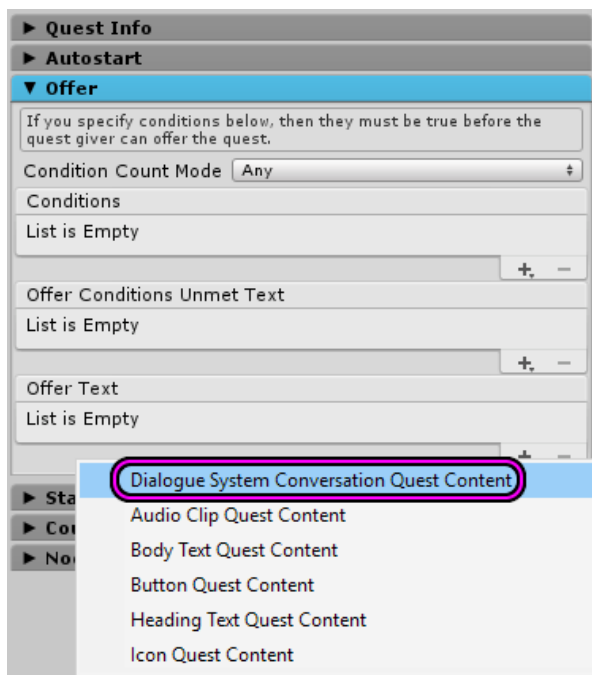 ► Quest Info
► Autostart
▼ Offer
If you specify conditions below, then they must be true before the
quest giver can offer the quest.
Condition Count Mode Any
Conditions
List is Empty
Offer Conditions Unmet Text
List is Empty
Offer Text
List is Empty
Dialogue System Conversation Quest Content
► Sta
Audio Clip Quest Content
► Cou
Body Text Quest Content
► No
Button Quest Content
Heading Text Quest Content
Icon Quest Content